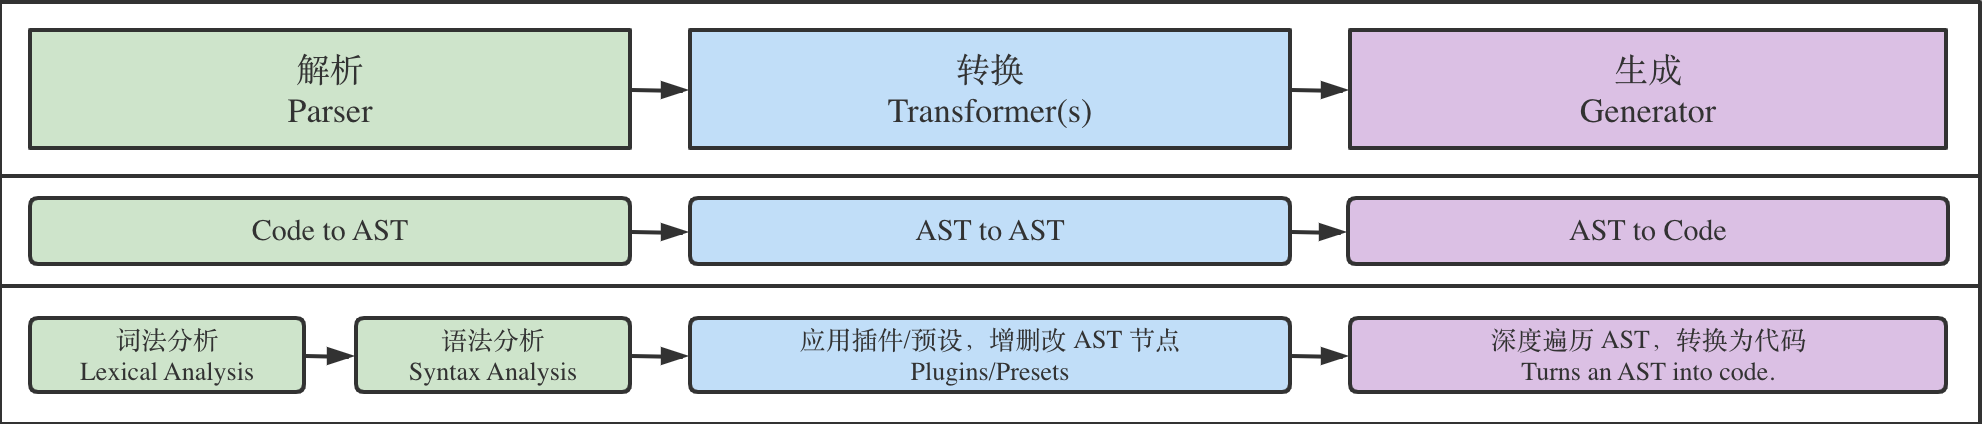 解析
Parser
转换
Transformer(s)
生成
Generator
Code to AST
AST to AST
AST to Code
词法分析
Lexical Analysis
语法分析
Syntax Analysis
应用插件/预设，增删改 AST 节点
Plugins/Presets
深度遍历 AST，转换为代码
Turns an AST into code.